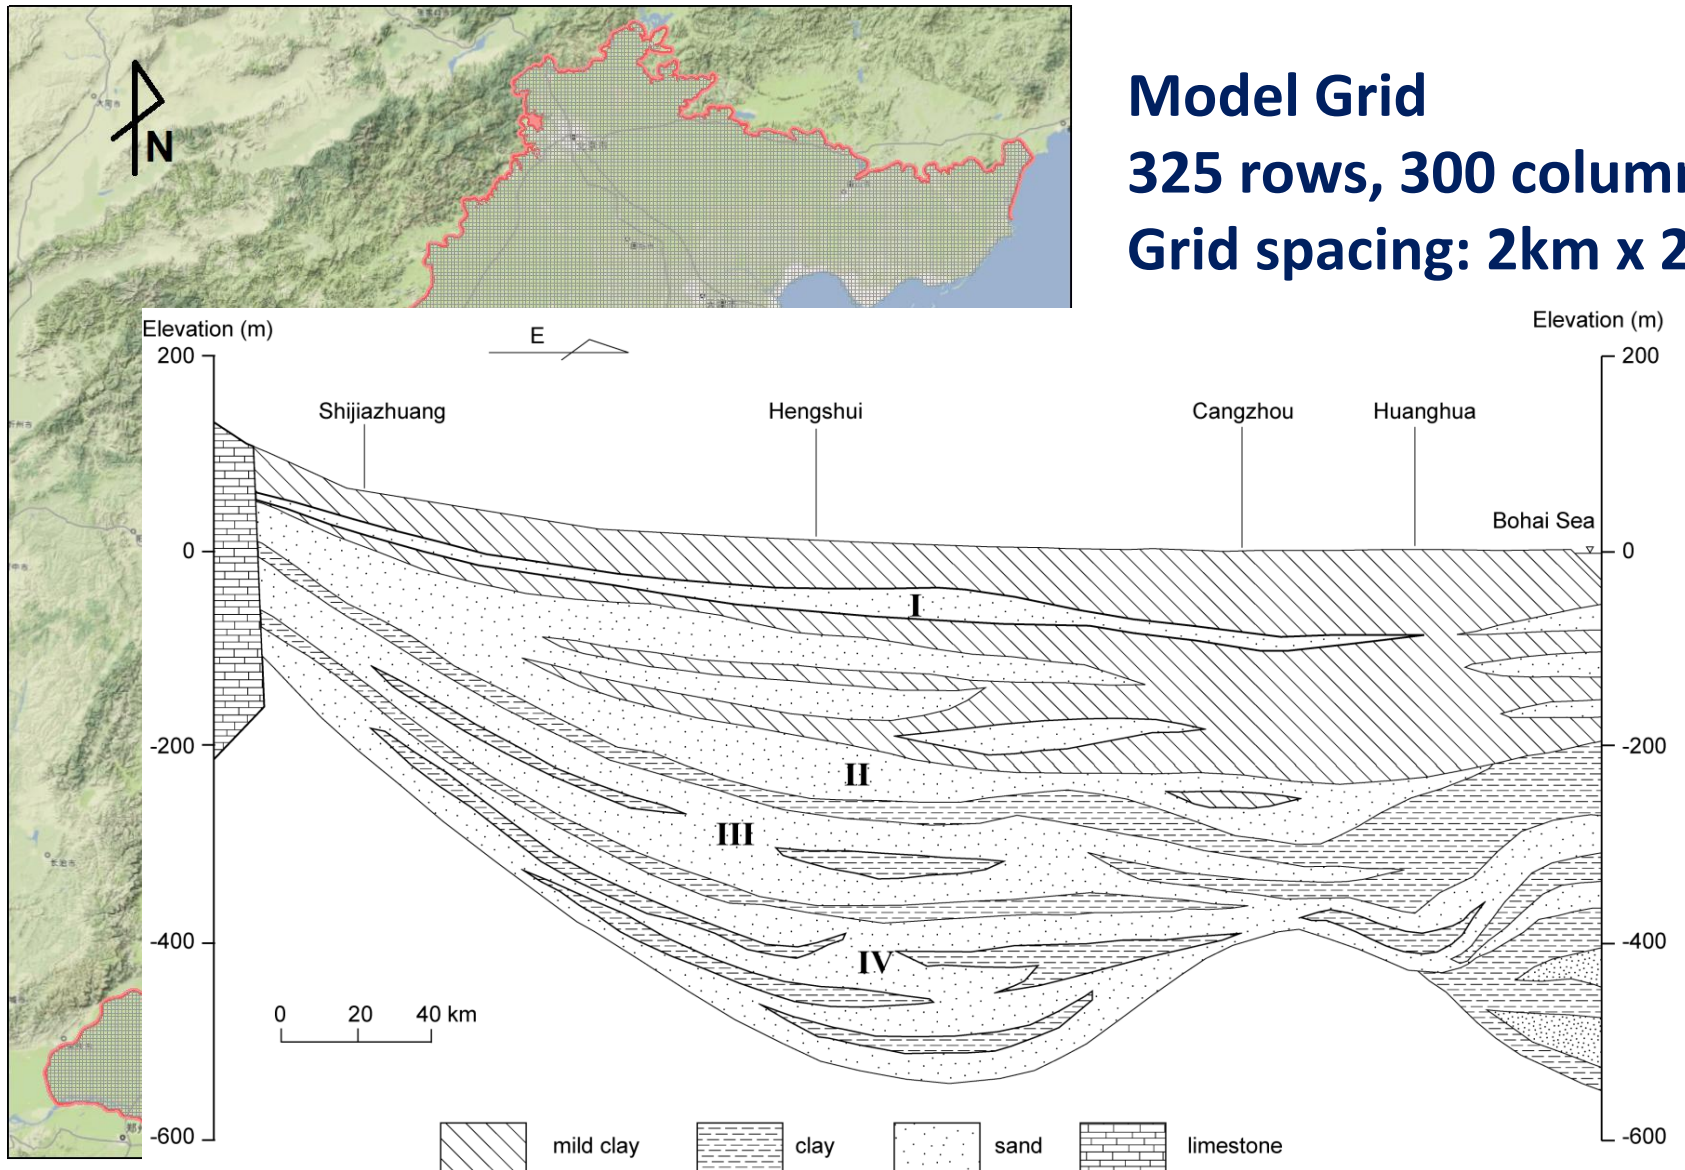 Model Grid
325 rows, 300 colum
Grid spacing: 2km x 2
N
Elevation (m)
Elevation (m)
E
200
200
Shijiazhuang
Hengshui
Cangzhou
Huanghua
Bohai Sea
0
0
I
-200
-200
II
III
-400
-400
IV
0 20 40 km
-600
-600
mild clay
clay
sand
limestone